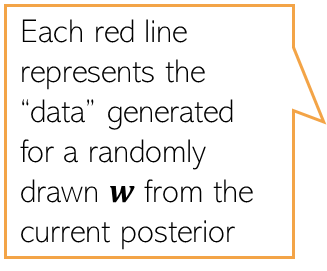 Each red line
represents the
“data” generated
for a randomly
drawn w from the
current posterior